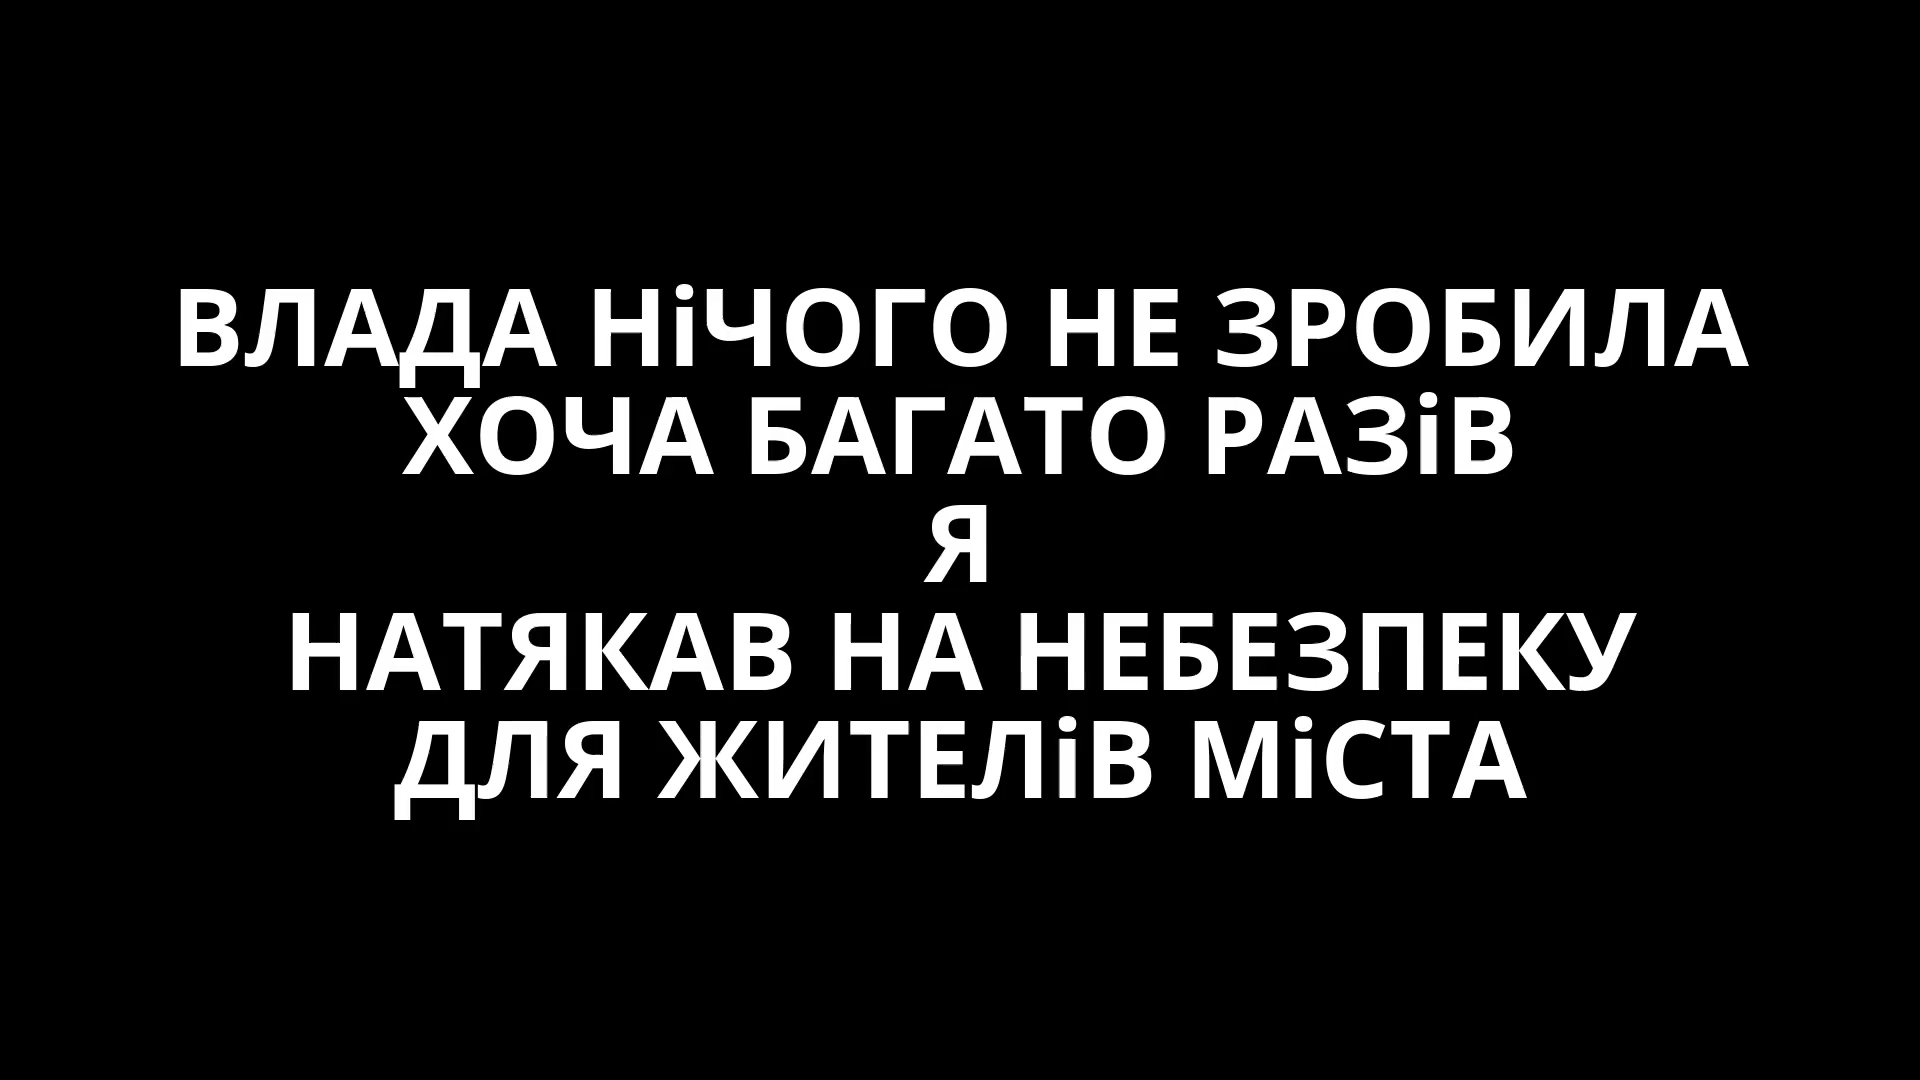 ВЛАДА НіЧОГО НЕ ЗРОБИЛА
ХОЧА БАГАТО РАЗіВ
Я
НАТЯКАВ НА НЕБЕЗПЕКУ
ДЛЯ ЖИТЕЛіВ МіСТА